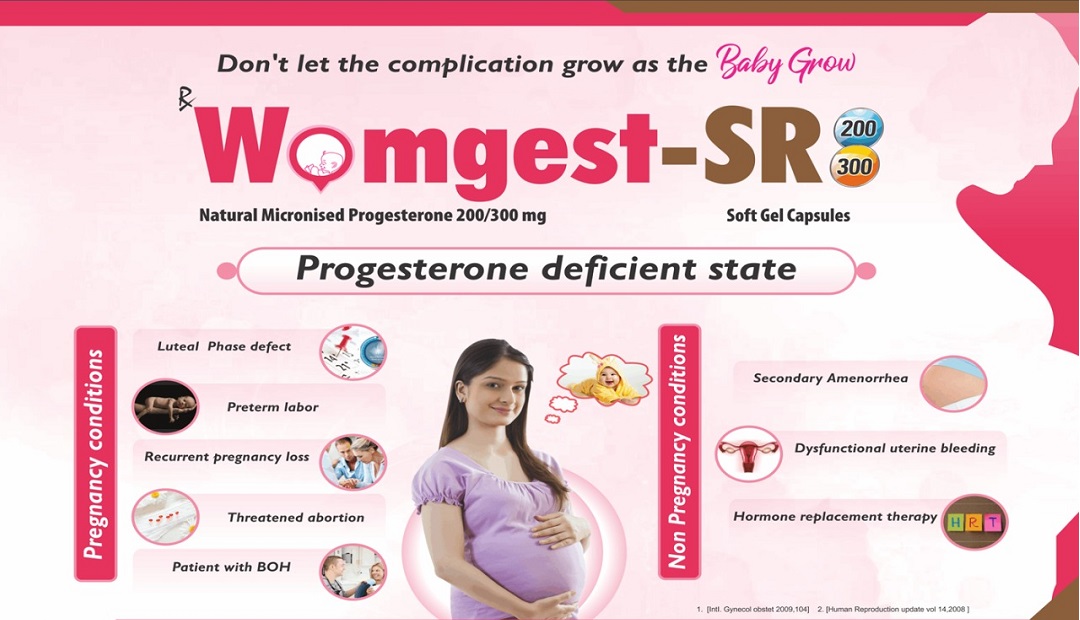 Don't let the complication grow as the Baby Grow
Rx
Womgest-SR 200 300
Natural Micronised Progesterone 200/300 mg Soft Gel Capsules
Progesterone deficient state
Pregnancy conditions
Luteal Phase defect
Preterm labor
Recurrent pregnancy loss
Threatened abortion
Patient with BOH
Non Pregnancy conditions
Secondary Amenorrhea
Dysfunctional uterine bleeding
Hormone replacement therapy
HRT
1. [Intl. Gynecol obstet 2009,104] 2. [Human Reproduction update vol 14,2008 ]